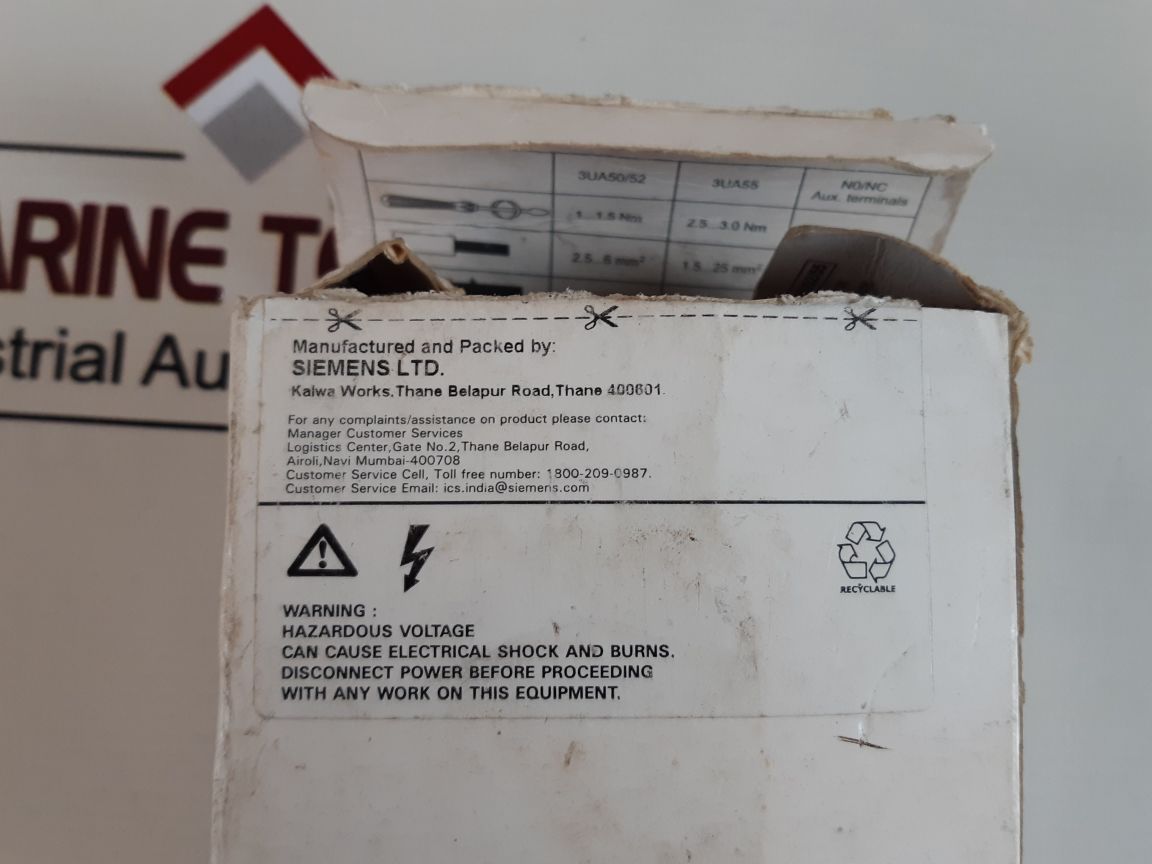 ARINE T
strial Au
3UA50/52 3UA55 NO/NC
Aux. terminals
1...1.5 Nm 2.5...3.0 Nm
2.5...6 mm² 1.5...25 mm²
Manufactured and Packed by:
SIEMENS LTD.
Kalwa Works,Thane Belapur Road,Thane 400601.
For any complaints/assistance on product please contact:
Manager Customer Services
Logistics Center,Gate No.2,Thane Belapur Road,
Airoli,Navi Mumbai-400708
Customer Service Cell, Toll free number: 1800-209-0987.
Customer Service Email: ics.india@siemens.com
RECYCLABLE
WARNING :
HAZARDOUS VOLTAGE
CAN CAUSE ELECTRICAL SHOCK AND BURNS.
DISCONNECT POWER BEFORE PROCEEDING
WITH ANY WORK ON THIS EQUIPMENT.